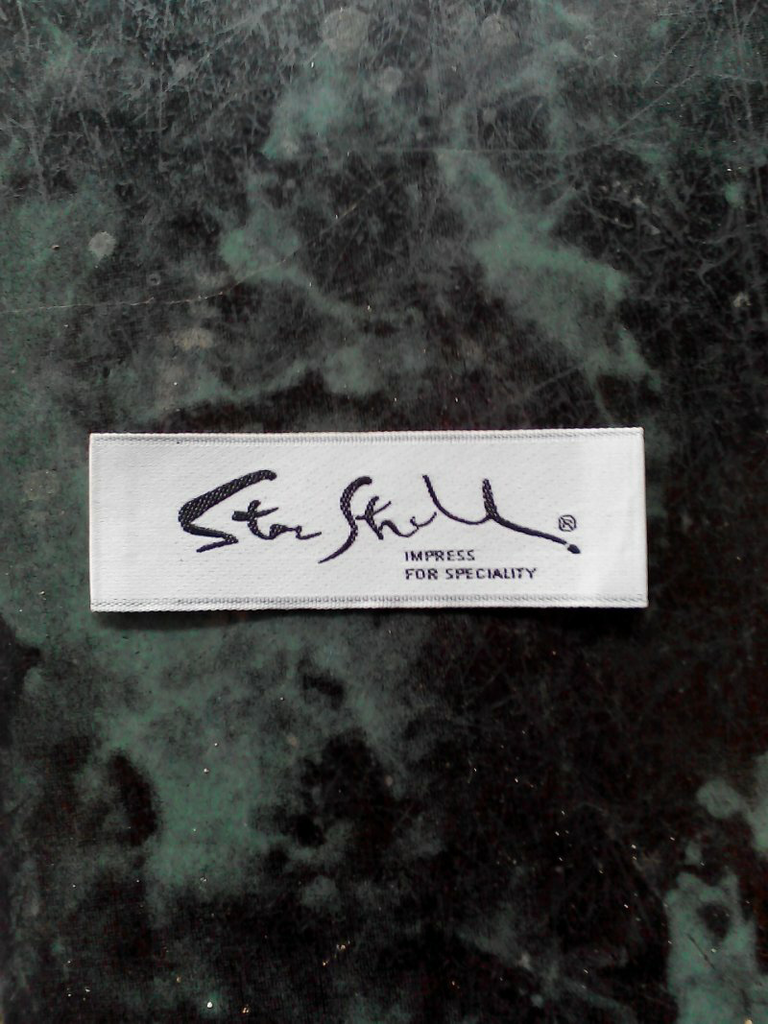 Star Shell ®
IMPRESS
FOR SPECIALITY